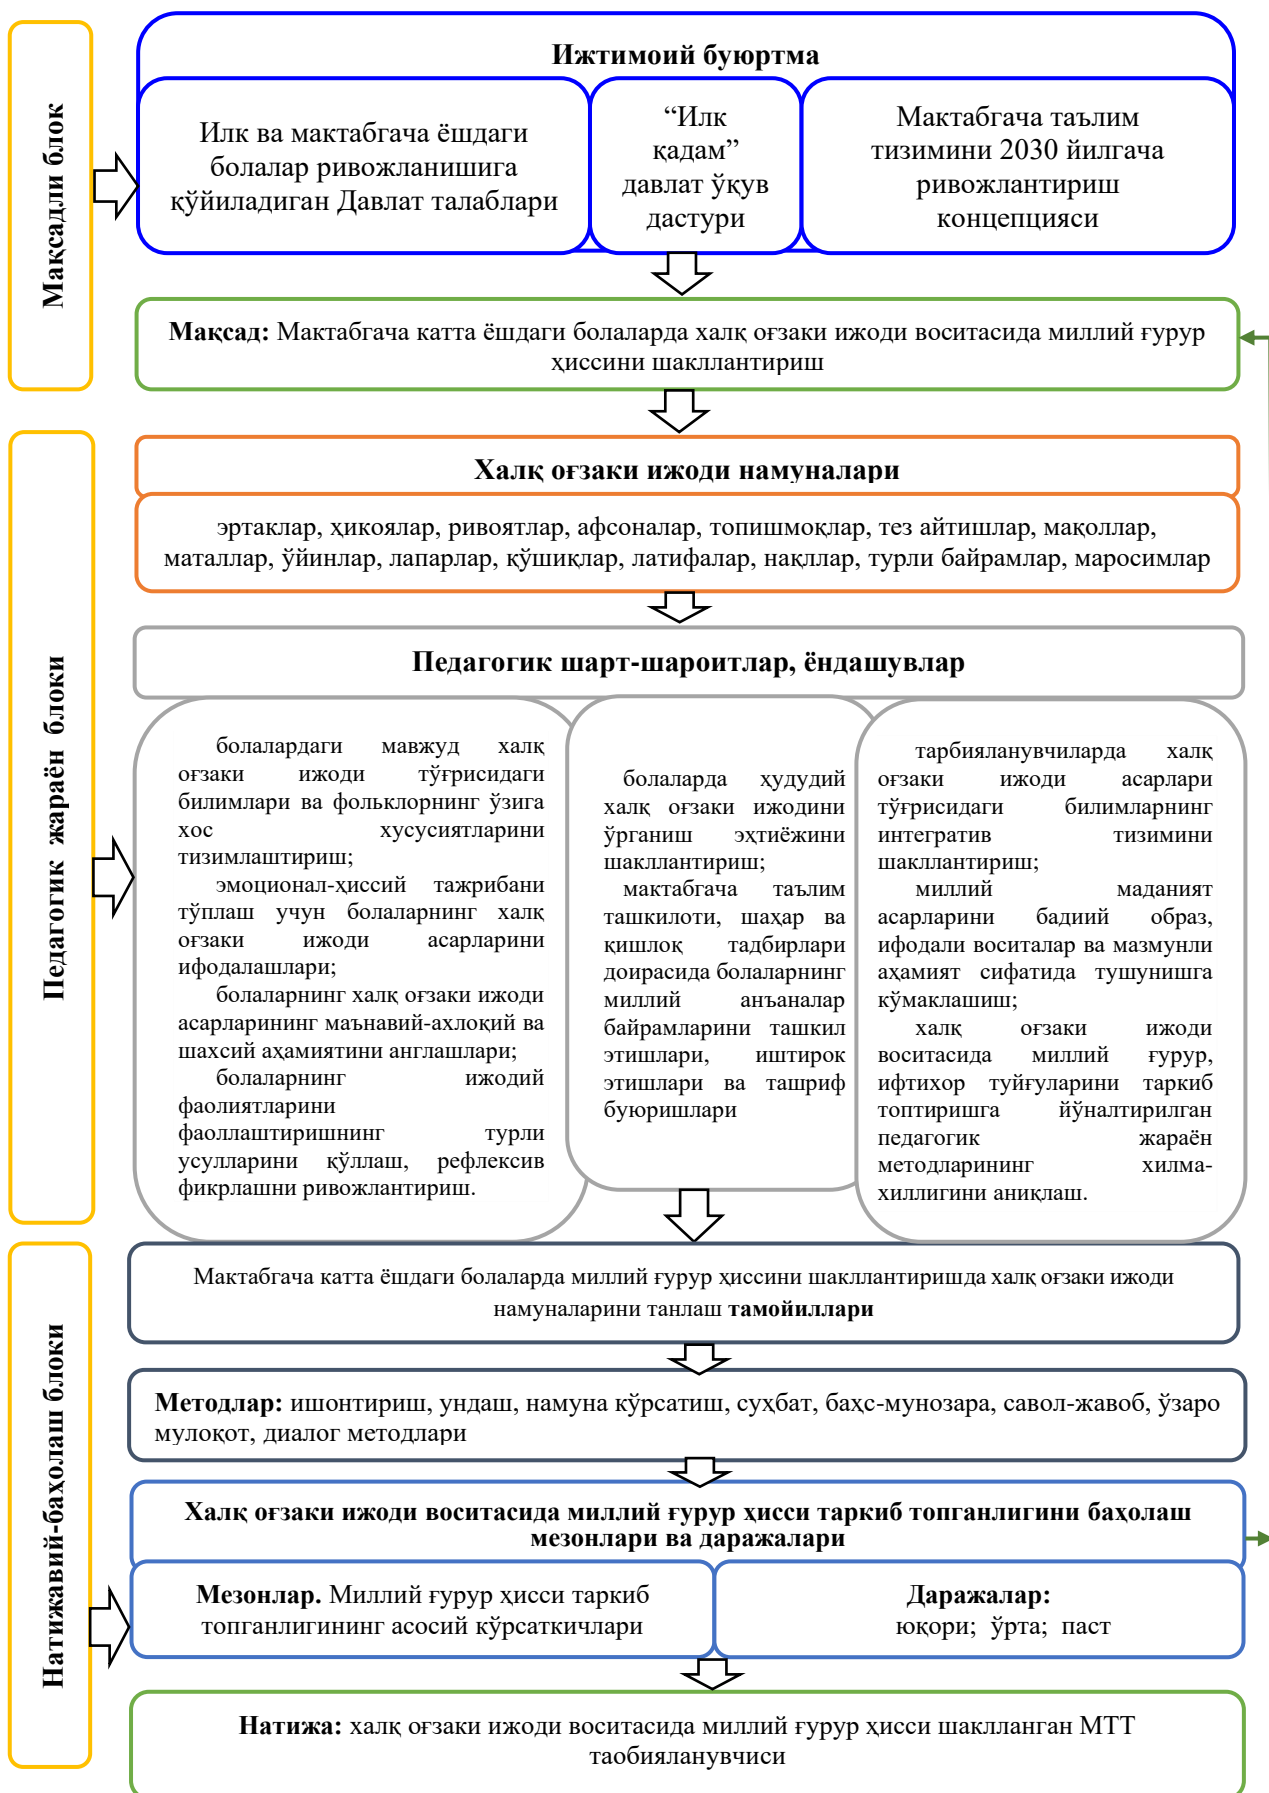 Мақсадли блок
Ижтимоий буюртма
Илк ва мактабгача ёшдаги
болалар ривожланишига
қўйиладиган Давлат талаблари
“Илк
қадам”
давлат ўқув
дастури
Мактабгача таълим
тизимини 2030 йилгача
ривожлантириш
концепцияси
Мақсад: Мактабгача катта ёшдаги болаларда халқ оғзаки ижоди воситасида миллий ғурур
ҳиссини шакллантириш
Педагогик жараён блоки
Халқ оғзаки ижоди намуналари
эртаклар, ҳикоялар, ривоятлар, афсоналар, топишмоқлар, тез айтишлар, мақоллар,
маталлар, ўйинлар, лапарлар, қўшиқлар, латифалар, нақллар, турли байрамлар, маросимлар
Педагогик шарт-шароитлар, ёндашувлар
болалардаги мавжуд халқ
оғзаки ижоди тўғрисидаги
билимлари ва фольклорнинг ўзига
хос хусусиятларини
тизимлаштириш;
эмоционал-ҳиссий тажрибани
тўплаш учун болаларнинг халқ
оғзаки ижоди асарларини
ифодалашлари;
болаларнинг халқ оғзаки ижоди
асарларининг маънавий-ахлоқий ва
шахсий аҳамиятини англашлари;
болаларнинг ижодий
фаолиятларини
фаоллаштиришнинг турли
усулларини қўллаш, рефлексив
фикрлашни ривожлантириш.
болаларда ҳудудий
халқ оғзаки ижодини
ўрганиш эҳтиёжини
шакллантириш;
мактабгача таълим
ташкилоти, шаҳар ва
қишлоқ тадбирлари
доирасида болаларнинг
миллий анъаналар
байрамларини ташкил
этишлари, иштирок
этишлари ва ташриф
буюришлари
тарбияланувчиларда халқ
оғзаки ижоди асарлари
тўғрисидаги билимларнинг
интегратив тизимини
шакллантириш;
миллий маданият
асарларини бадиий образ,
ифодали воситалар ва мазмунли
аҳамият сифатида тушунишга
кўмаклашиш;
халқ оғзаки ижоди
воситасида миллий ғурур,
ифтихор туйғуларини таркиб
топтиришга йўналтирилган
педагогик жараён
методларининг хилма-
хиллигини аниқлаш.
Натижавий-баҳолаш блоки
Мактабгача катта ёшдаги болаларда миллий ғурур ҳиссини шакллантиришда халқ оғзаки ижоди
намуналарини танлаш тамойиллари
Методлар: ишонтириш, ундаш, намуна кўрсатиш, суҳбат, баҳс-мунозара, савол-жавоб, ўзаро
мулоқот, диалог методлари
Халқ оғзаки ижоди воситасида миллий ғурур ҳисси таркиб топганлигини баҳолаш
мезонлари ва даражалари
Мезонлар. Миллий ғурур ҳисси таркиб
топганлигининг асосий кўрсаткичлари
Даражалар:
юқори; ўрта; паст
Натижа: халқ оғзаки ижоди воситасида миллий ғурур ҳисси шаклланган МТТ
таобияланувчиси